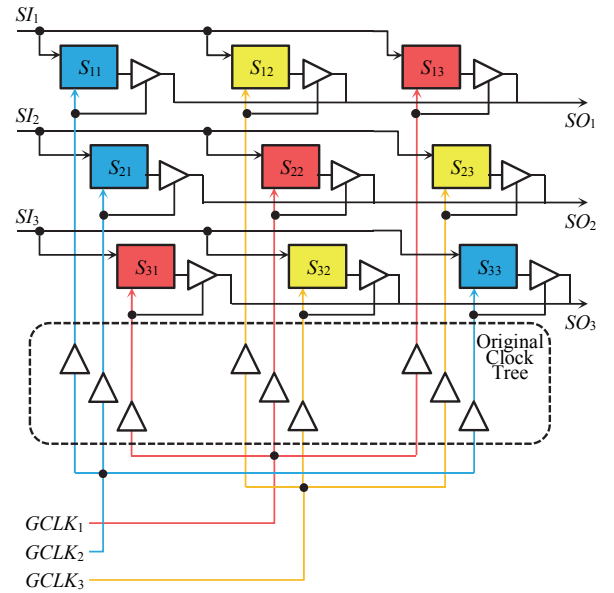 SI₁
S₁₁ S₁₂ S₁₃
SO₁
SI₂
S₂₁ S₂₂ S₂₃
SO₂
SI₃
S₃₁ S₃₂ S₃₃
SO₃
Original
Clock
Tree
GCLK₁
GCLK₂
GCLK₃